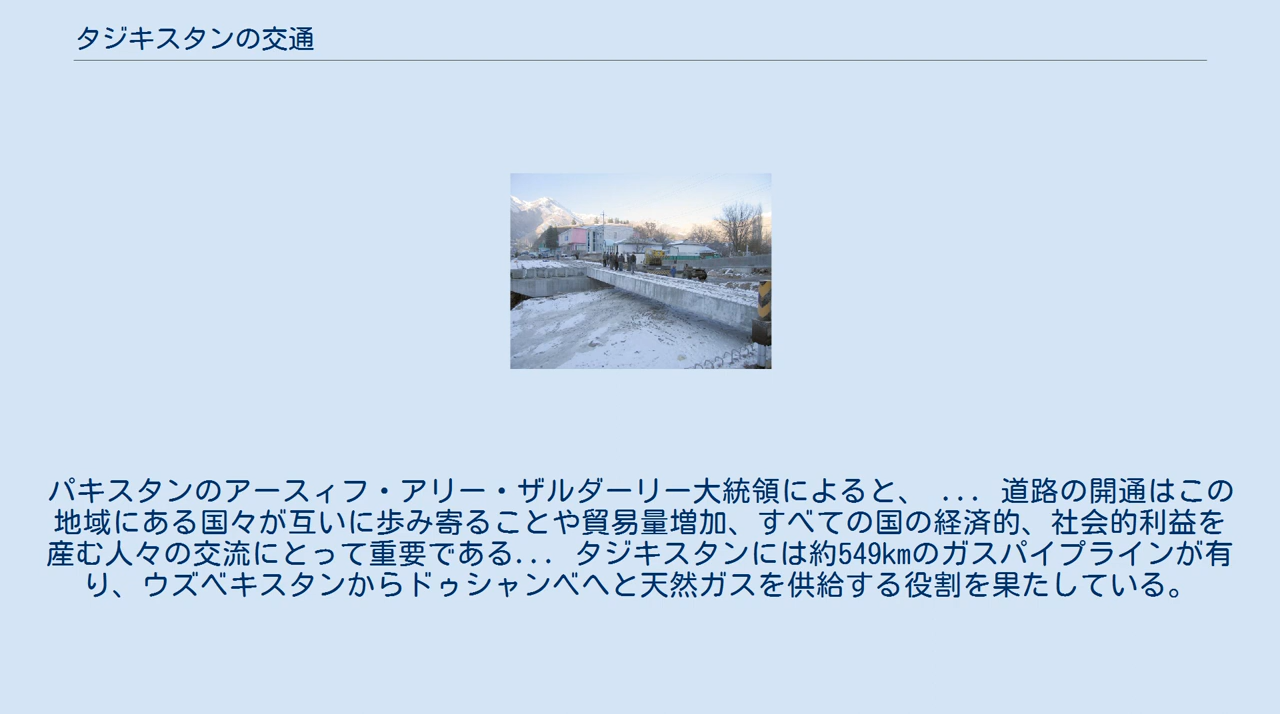 タジキスタンの交通
パキスタンのアースィフ・アリー・ザルダーリー大統領によると、 ... 道路の開通はこの
地域にある国々が互いに歩み寄ることや貿易量増加、すべての国の経済的、社会的利益を
産む人々の交流にとって重要である... タジキスタンには約549kmのガスパイプラインが有
り、ウズベキスタンからドゥシャンベへと天然ガスを供給する役割を果たしている。